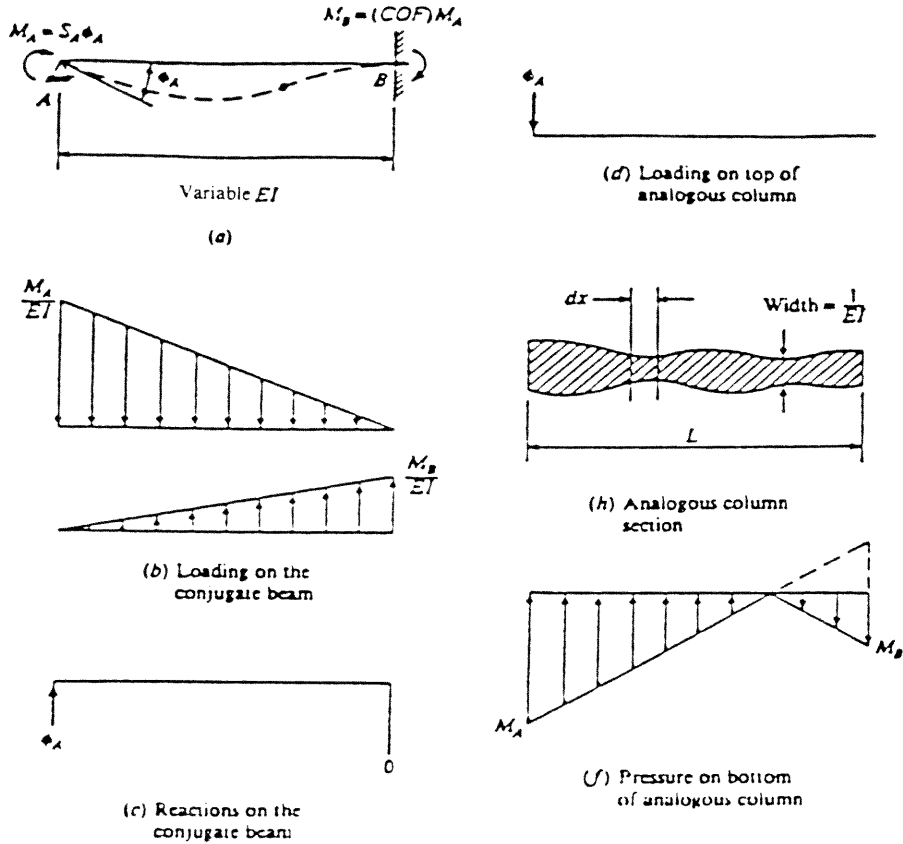 M_B = (COF)M_A
M_A = S_A ϕ_A
ϕ_A
A
B
Variable EI
(a)
M_A
EI
M_B
EI
(b) Loading on the
conjugate beam
ϕ_A
0
(c) Reactions on the
conjugate beam
ϕ_A
(d) Loading on top of
analogous column
dx
Width = 1/EI
L
(h) Analogous column
section
M_A
M_B
(f) Pressure on bottom
of analogous column